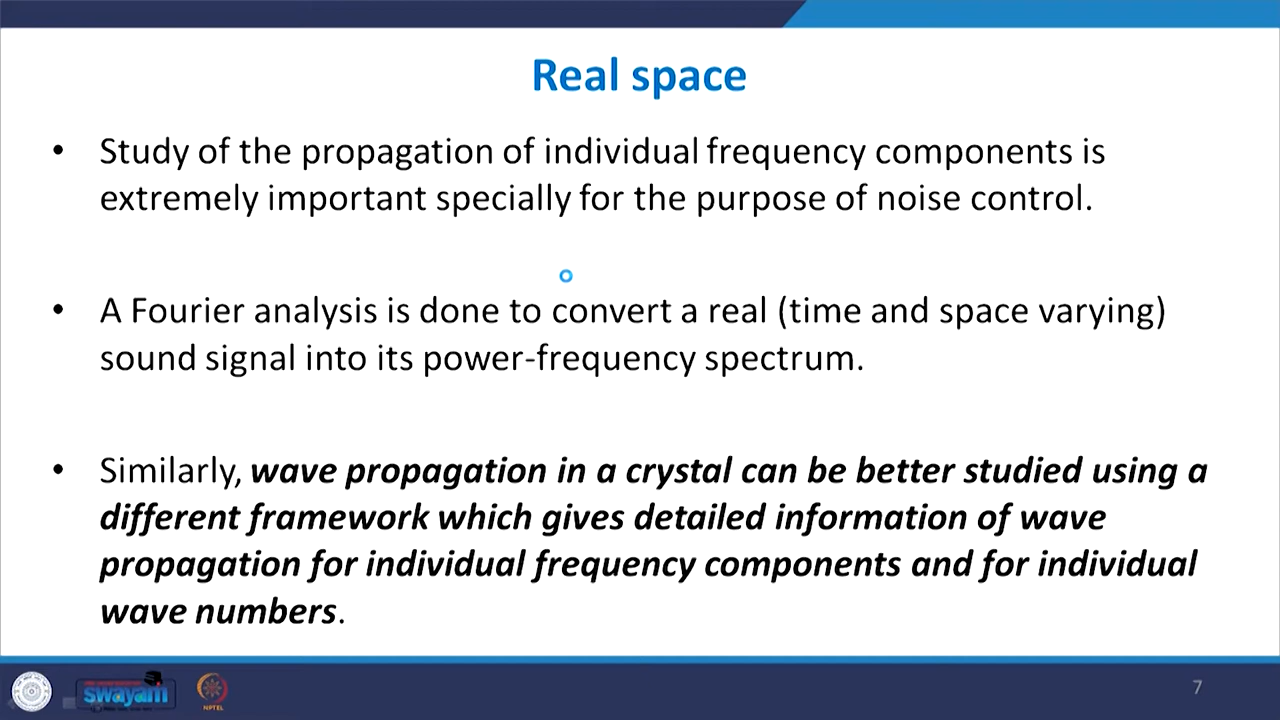 Real space
• Study of the propagation of individual frequency components is
extremely important specially for the purpose of noise control.
• A Fourier analysis is done to convert a real (time and space varying)
sound signal into its power-frequency spectrum.
• Similarly, wave propagation in a crystal can be better studied using a
different framework which gives detailed information of wave
propagation for individual frequency components and for individual
wave numbers.
swayam
NPTEL
7